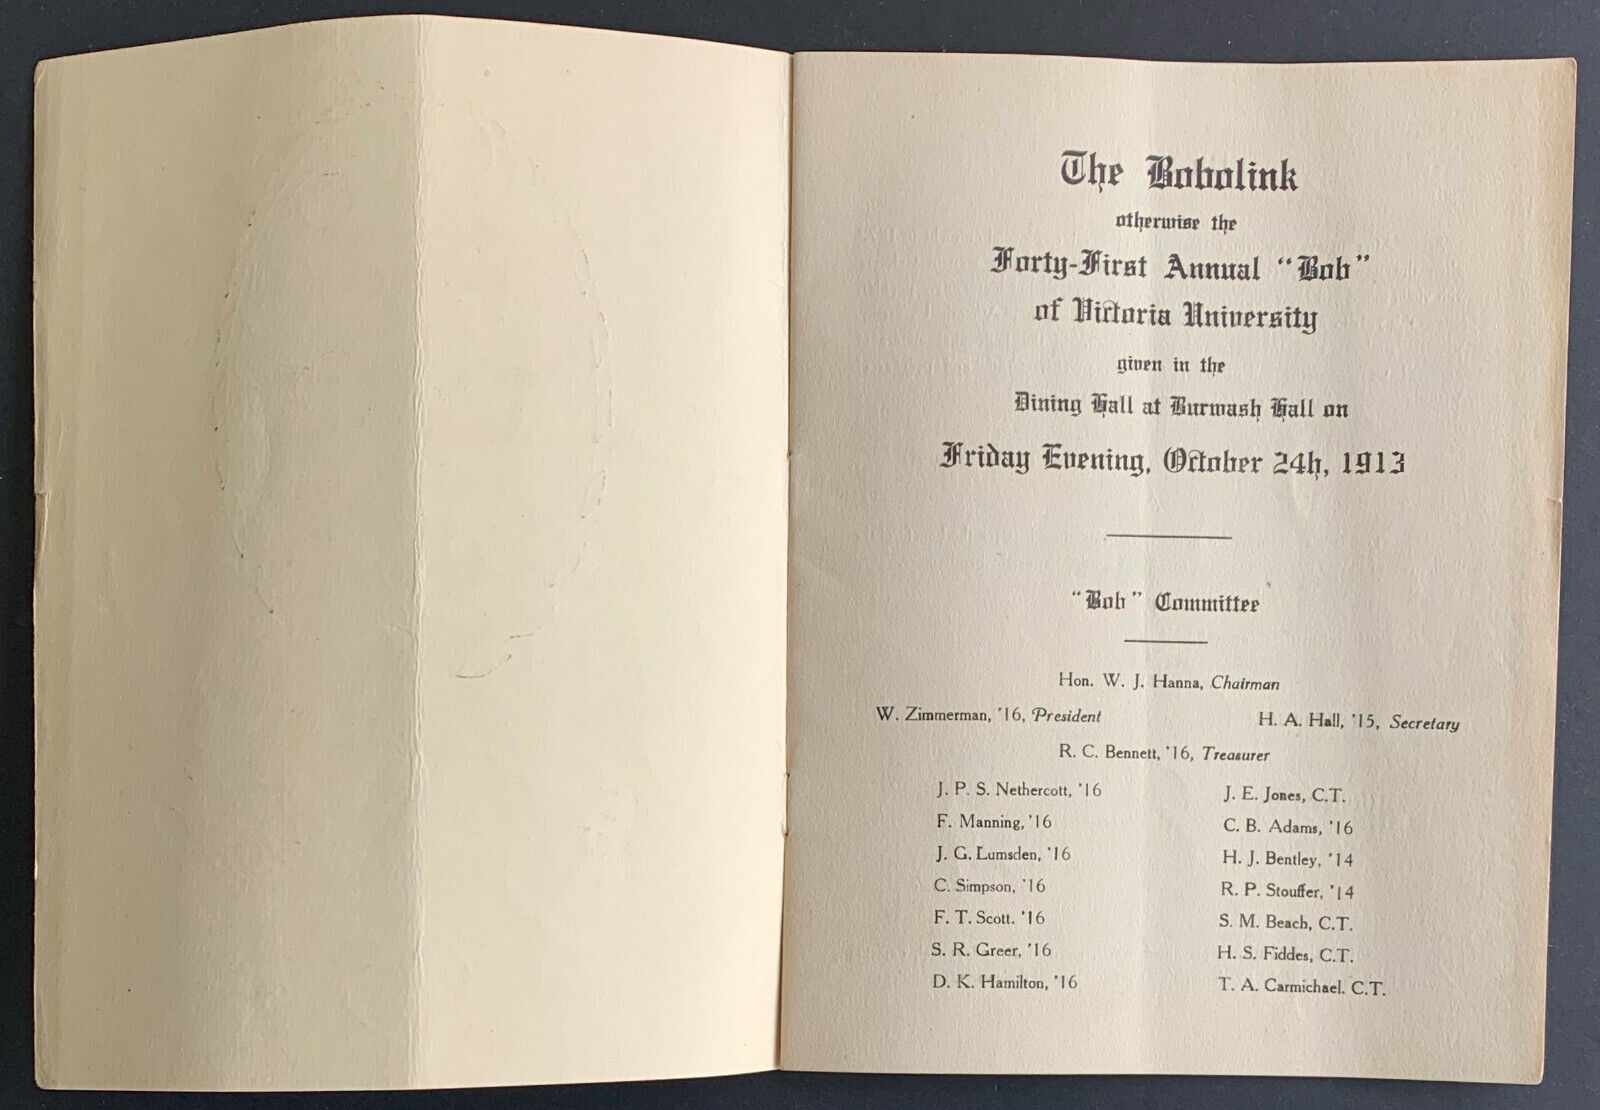 The Bobolink
otherwise the
Forty-First Annual "Bob"
of Victoria University
given in the
Dining Hall at Burwash Hall on
Friday Evening, October 24h, 1913
"Bob" Committee
Hon. W. J. Hanna, Chairman
W. Zimmerman, '16, President H. A. Hall, '15, Secretary
R. C. Bennett, '16, Treasurer
J. P. S. Nethercott, '16 J. E. Jones, C.T.
F. Manning, '16 C. B. Adams, '16
J. G. Lumsden, '16 H. J. Bentley, '14
C. Simpson, '16 R. P. Stouffer, '14
F. T. Scott. '16 S. M. Beach, C.T.
S. R. Greer, '16 H. S. Fiddes, C.T.
D. K. Hamilton, '16 T. A. Carmichael. C.T.